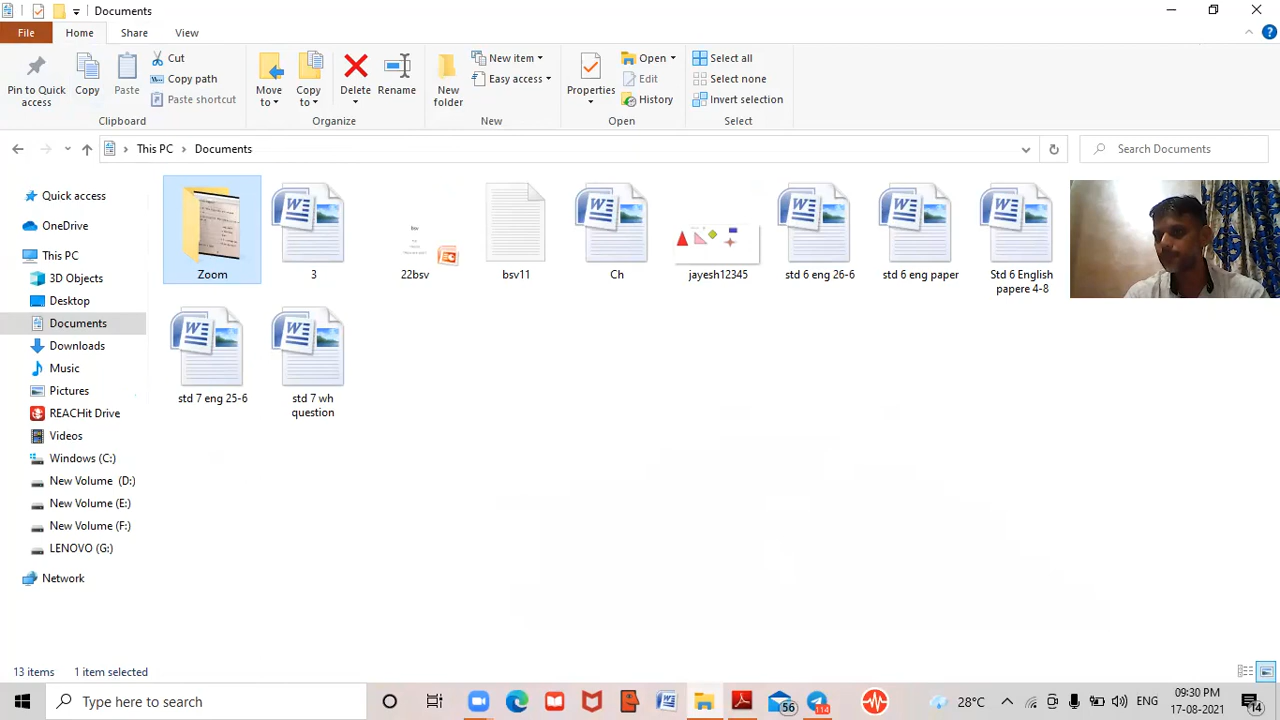 Documents
File Home Share View
Pin to Quick access
Copy
Paste
Cut
Copy path
Paste shortcut
Clipboard
Move to
Copy to
Delete
Rename
Organize
New folder
New item
Easy access
New
Properties
Open
Edit
History
Open
Select all
Select none
Invert selection
Select
This PC > Documents
Search Documents
Quick access
OneDrive
This PC
3D Objects
Desktop
Documents
Downloads
Music
Pictures
REACHit Drive
Videos
Windows (C:)
New Volume (D:)
New Volume (E:)
New Volume (F:)
LENOVO (G:)
Network
Zoom
3
22bsv
bsv11
Ch
jayesh12345
std 6 eng 26-6
std 6 eng paper
Std 6 English
papere 4-8
std 7 eng 25-6
std 7 wh
question
13 items 1 item selected
Type here to search
56
114
28°C
ENG
09:30 PM
17-08-2021
14